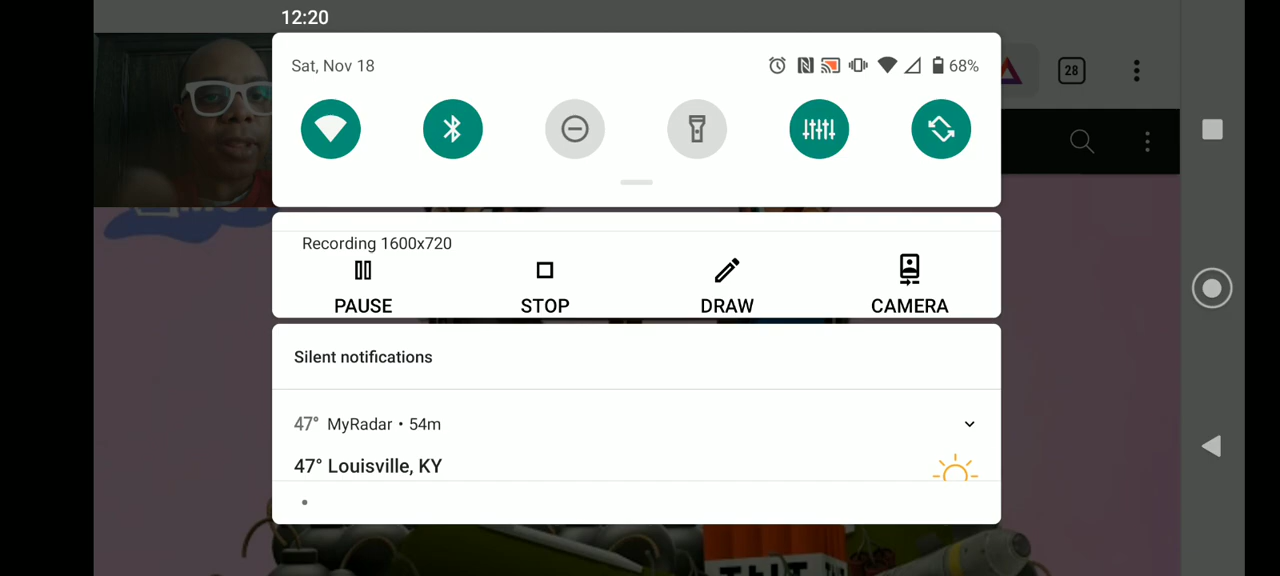 12:20
Sat, Nov 18
68%
28
Recording 1600x720
PAUSE
STOP
DRAW
CAMERA
Silent notifications
47° MyRadar • 54m
47° Louisville, KY